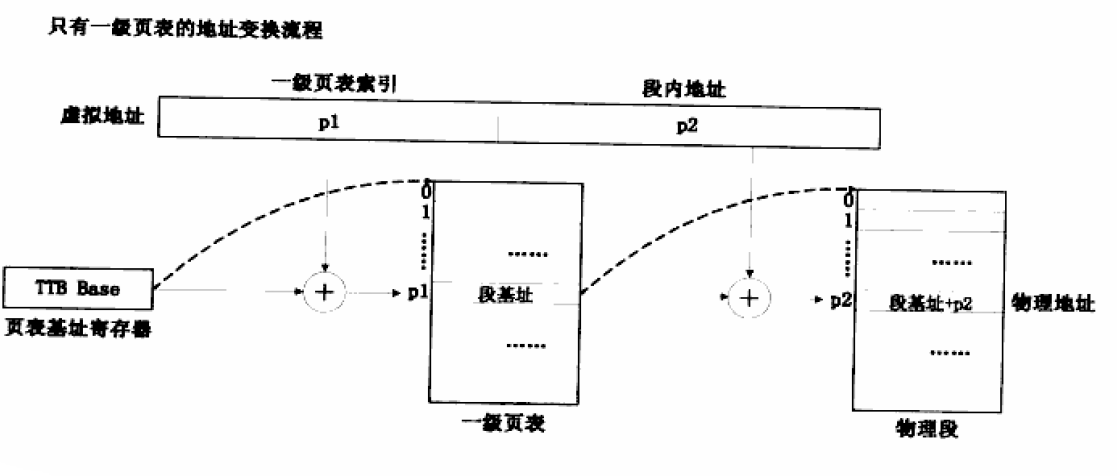 只有一级页表的地址变换流程
一级页表索引
段内地址
虚拟地址
p1
p2
0
1
......
......
TTB Base
+
p1
段基址
......
页表基址寄存器
一级页表
0
1
......
......
+
p2
段基址+p2
物理地址
......
物理段